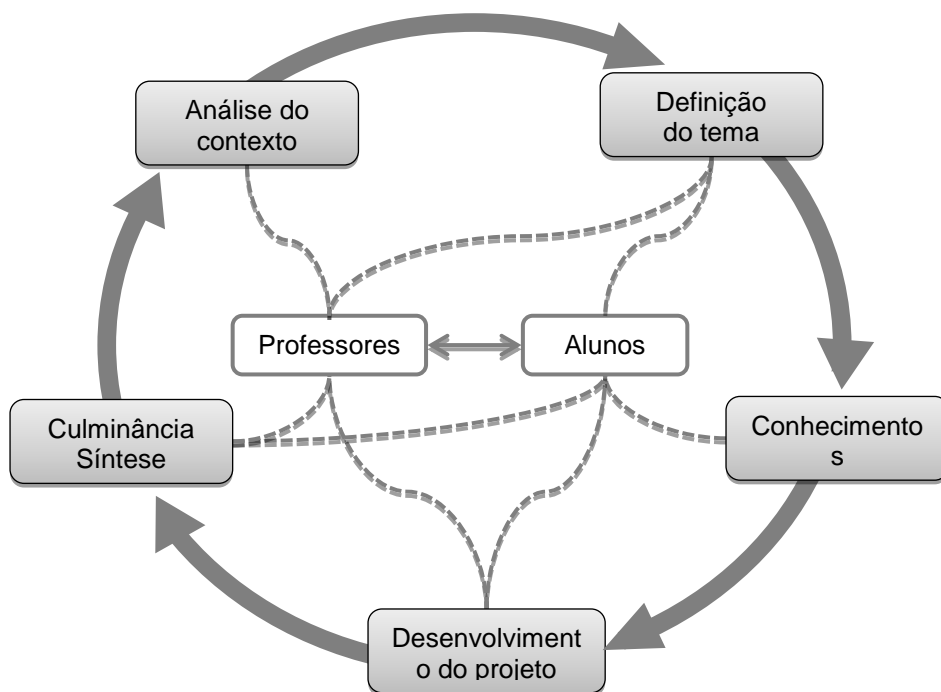 Análise do
contexto
Definição
do tema
Professores
Alunos
Culminância
Síntese
Conhecimento
s
Desenvolviment
o do projeto